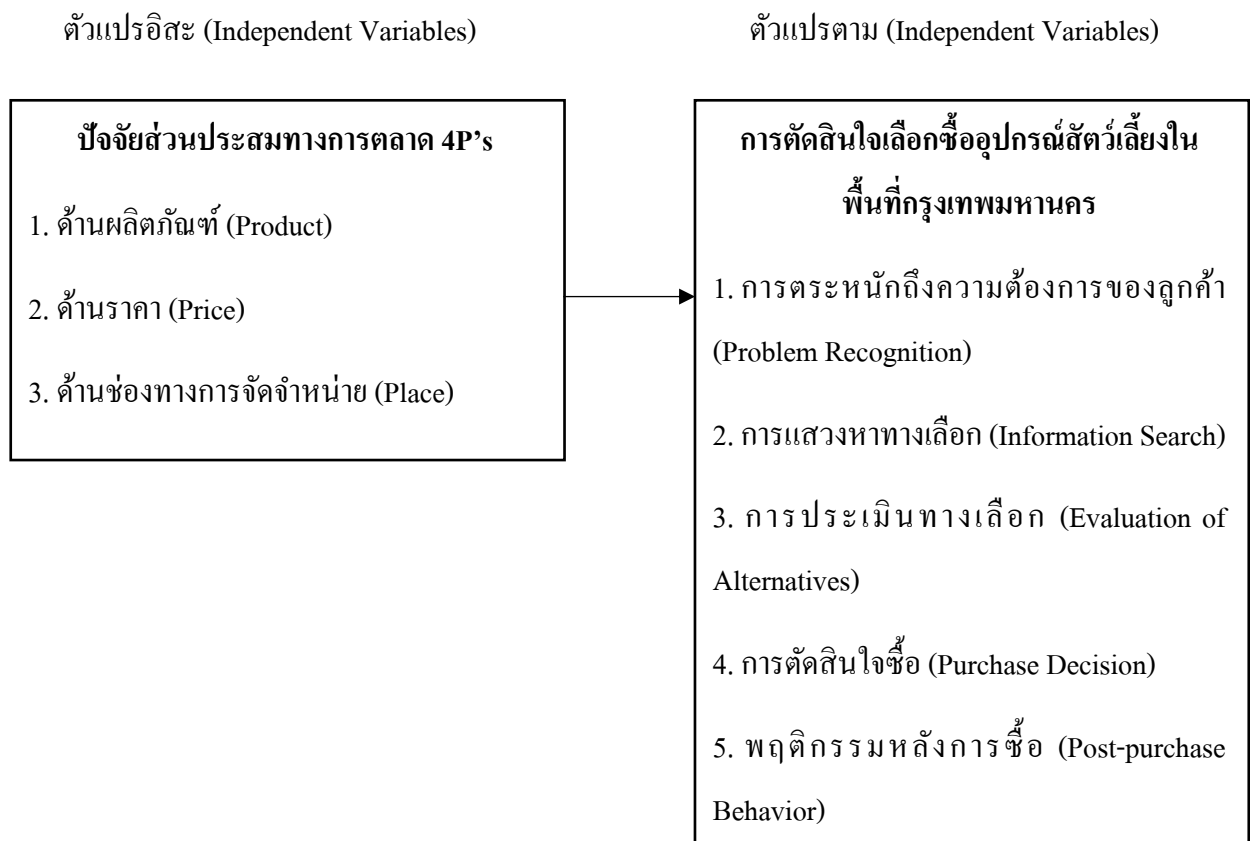 ตัวแปรอิสะ (Independent Variables)
ตัวแปรตาม (Independent Variables)
ปัจจัยส่วนประสมทางการตลาด 4P’s
1. ด้านผลิตภัณฑ์ (Product)
2. ด้านราคา (Price)
3. ด้านช่องทางการจัดจำหน่าย (Place)
การตัดสินใจเลือกซื้ออุปกรณ์สัตว์เลี้ยงใน
พื้นที่กรุงเทพมหานคร
1. การตระหนักถึงความต้องการของลูกค้า
(Problem Recognition)
2. การแสวงหาทางเลือก (Information Search)
3. การประเมินทางเลือก (Evaluation of
Alternatives)
4. การตัดสินใจซื้อ (Purchase Decision)
5. พฤติกรรมหลังการซื้อ (Post-purchase
Behavior)